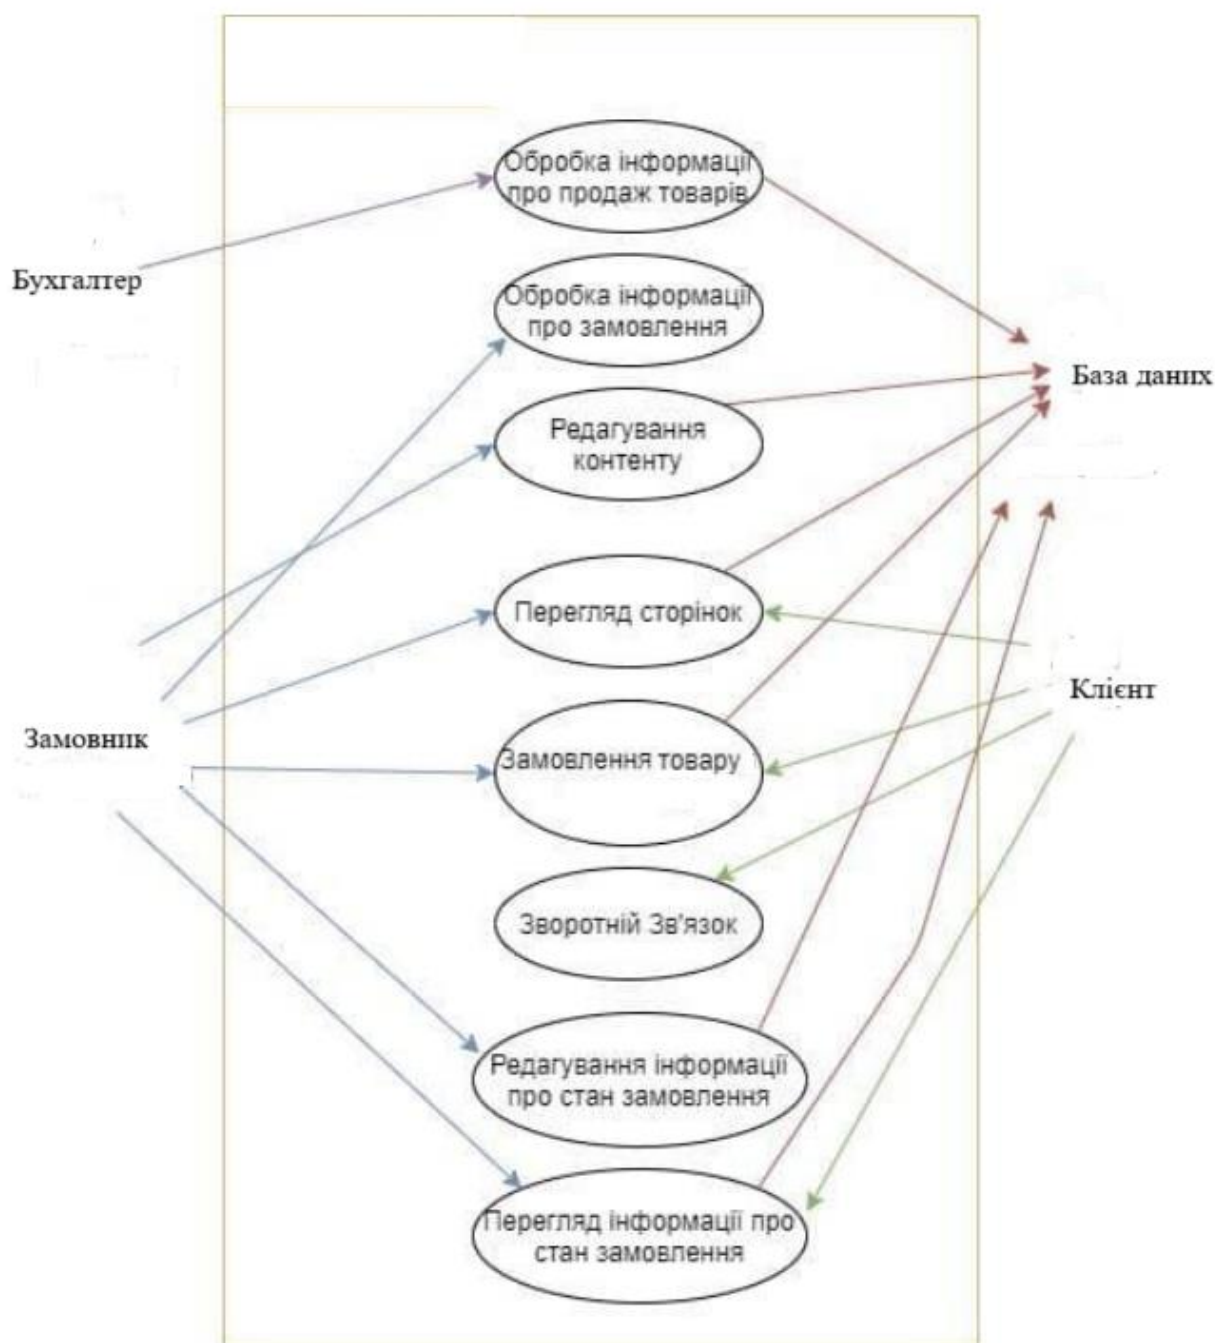 Обробка інформації
про продаж товарів
Бухгалтер
Обробка інформації
про замовлення
База даних
Редагування
контенту
Перегляд сторінок
Клієнт
Замовник
Замовлення товару
Зворотній Зв'язок
Редагування інформації
про стан замовлення
Перегляд інформації про
стан замовлення